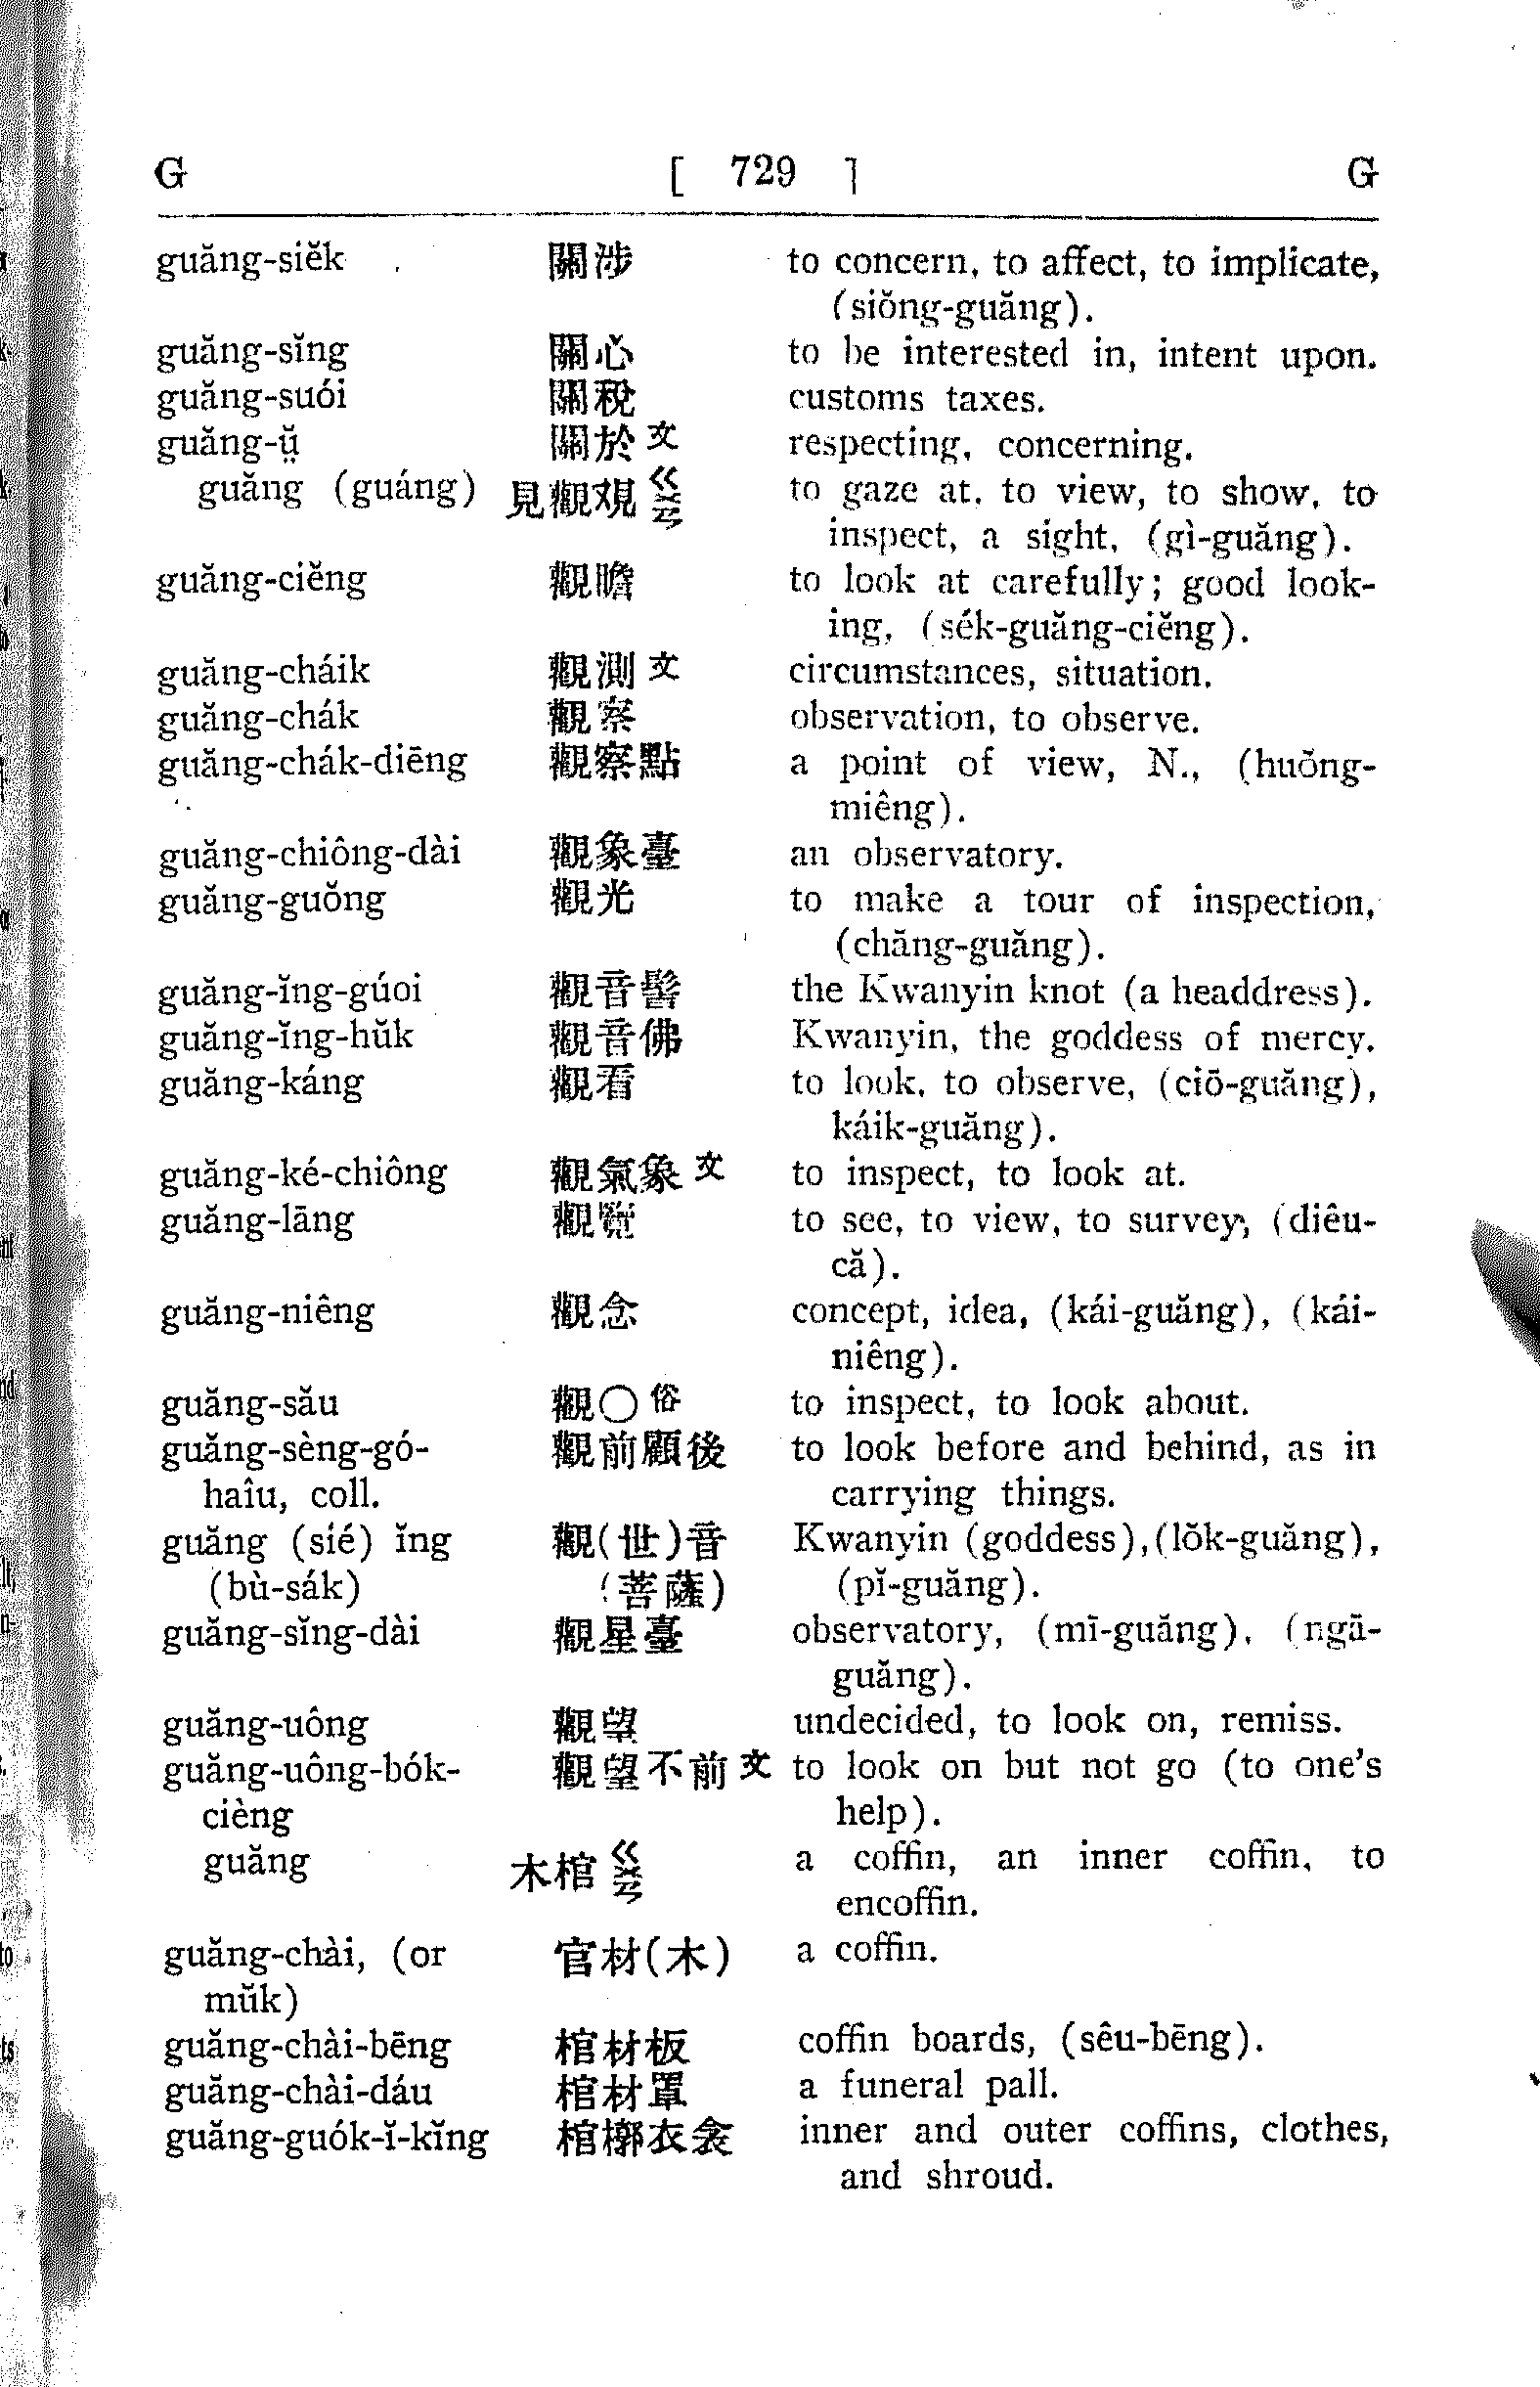 G [ 729 ] G
guăng-siĕk 關涉 to concern, to affect, to implicate,
(siŏng-guăng).
guăng-sĭng 關心 to be interested in, intent upon.
guăng-suói 關稅 customs taxes.
guăng-ṳ̆ 關於文 respecting, concerning.
guăng (guáng) 見觀观ㄍㄨㄢ to gaze at, to view, to show, to
inspect, a sight, (gì-guăng).
guăng-ciĕng 觀瞻 to look at carefully; good look-
ing, (sék-guăng-ciĕng).
guăng-cháik 觀測文 circumstances, situation.
guăng-chák 觀察 observation, to observe.
guăng-chák-diēng 觀察點 a point of view, N., (huŏng-
miêng).
guăng-chiông-dài 觀象臺 an observatory.
guăng-guŏng 觀光 to make a tour of inspection,
(chăng-guăng).
guăng-ĭng-gúoi 觀音髻 the Kwanyin knot (a headdress).
guăng-ĭng-hŭk 觀音佛 Kwanyin, the goddess of mercy.
guăng-káng 觀看 to look, to observe, (ciō-guăng),
káik-guăng).
guăng-ké-chiông 觀氣象文 to inspect, to look at.
guăng-lāng 觀覽 to see, to view, to survey, (diêu-
că).
guăng-niêng 觀念 concept, idea, (kái-guăng), (kái-
niêng).
guăng-său 觀○俗 to inspect, to look about.
guăng-sèng-gó- 觀前顧後 to look before and behind, as in
haîu, coll. carrying things.
guăng (sié) ĭng 觀(世)音 Kwanyin (goddess),(lŏk-guăng),
(bù-sák) (菩薩) (pĭ-guăng).
guăng-sĭng-dài 觀星臺 observatory, (mī-guăng), (ngā-
guăng).
guăng-uông 觀望 undecided, to look on, remiss.
guăng-uông-bók- 觀望不前文 to look on but not go (to one's
cièng help).
guăng 木棺ㄍㄨㄢ a coffin, an inner coffin, to
encoffin.
guăng-chài, (or 官材(木) a coffin.
mŭk)
guăng-chài-bēng 棺材板 coffin boards, (sêu-bēng).
guăng-chài-dáu 棺材罩 a funeral pall.
guăng-guók-ĭ-kĭng 棺槨衣衾 inner and outer coffins, clothes,
and shroud.